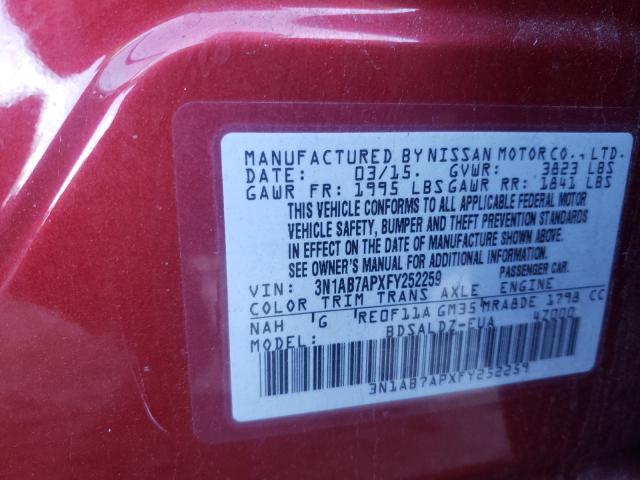 MANUFACTURED BY NISSAN MOTOR CO., LTD.
DATE: 03/15. GVWR: 3823 LBS
GAWR FR: 1995 LBS GAWR RR: 1841 LBS
THIS VEHICLE CONFORMS TO ALL APPLICABLE FEDERAL MOTOR
VEHICLE SAFETY, BUMPER AND THEFT PREVENTION STANDARDS
IN EFFECT ON THE DATE OF MANUFACTURE SHOWN ABOVE.
SEE OWNER'S MANUAL FOR ADDITIONAL INFORMATION.
VIN: 3N1AB7APXFY252259 PASSENGER CAR.
COLOR TRIM TRANS AXLE ENGINE
NAH G RE0F11A GM35 MRA8DE 1798 CC
MODEL: BDSALDZ-EUA 47000
3N1AB7APXFY252259